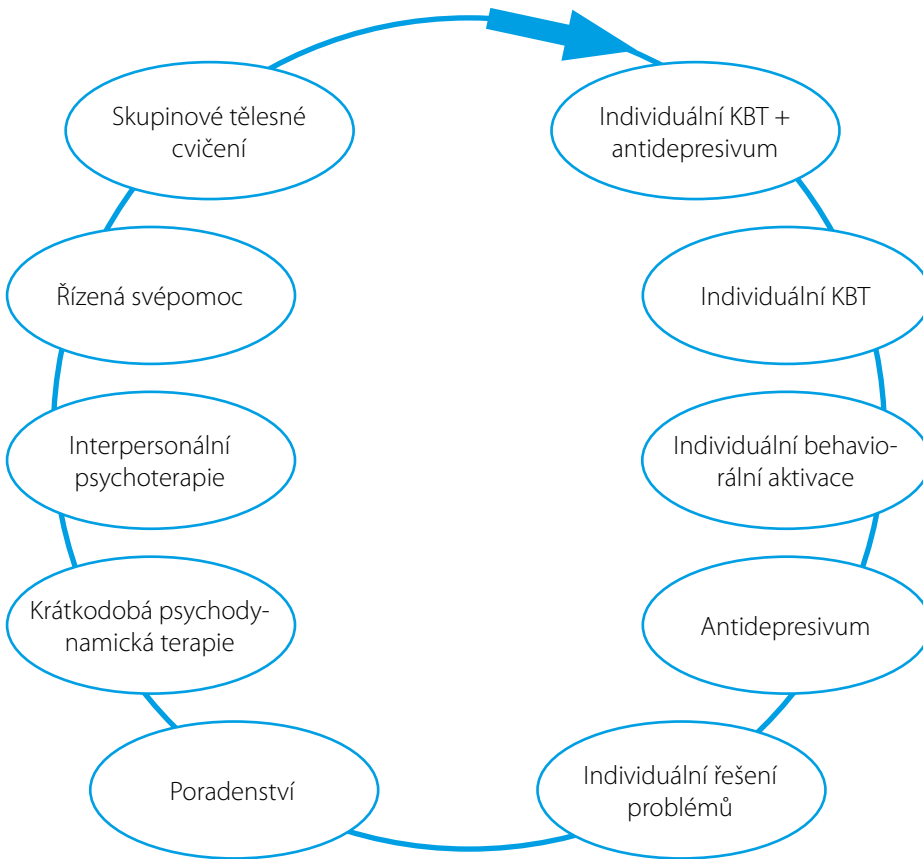 Skupinové tělesné
cvičení
Individuální KBT +
antidepresivum
Řízená svépomoc
Individuální KBT
Interpersonální
psychoterapie
Individuální behavio-
rální aktivace
Krátkodobá psychody-
namická terapie
Antidepresivum
Poradenství
Individuální řešení
problémů